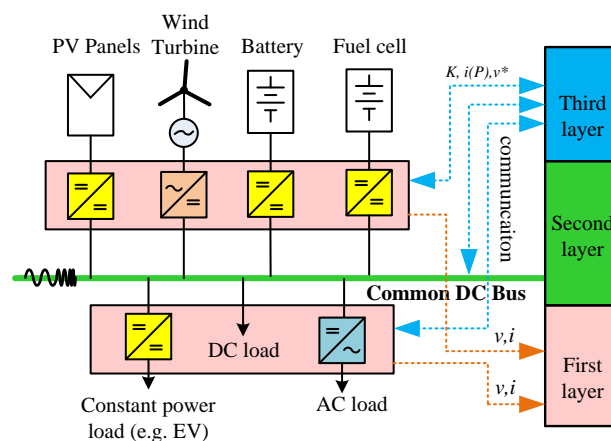 PV Panels
Wind
Turbine
Battery
Fuel cell
K, i(P),v*
Third
layer
communcaiton
Second
layer
Common DC Bus
DC load
v,i
First
layer
v,i
Constant power
load (e.g. EV)
AC load